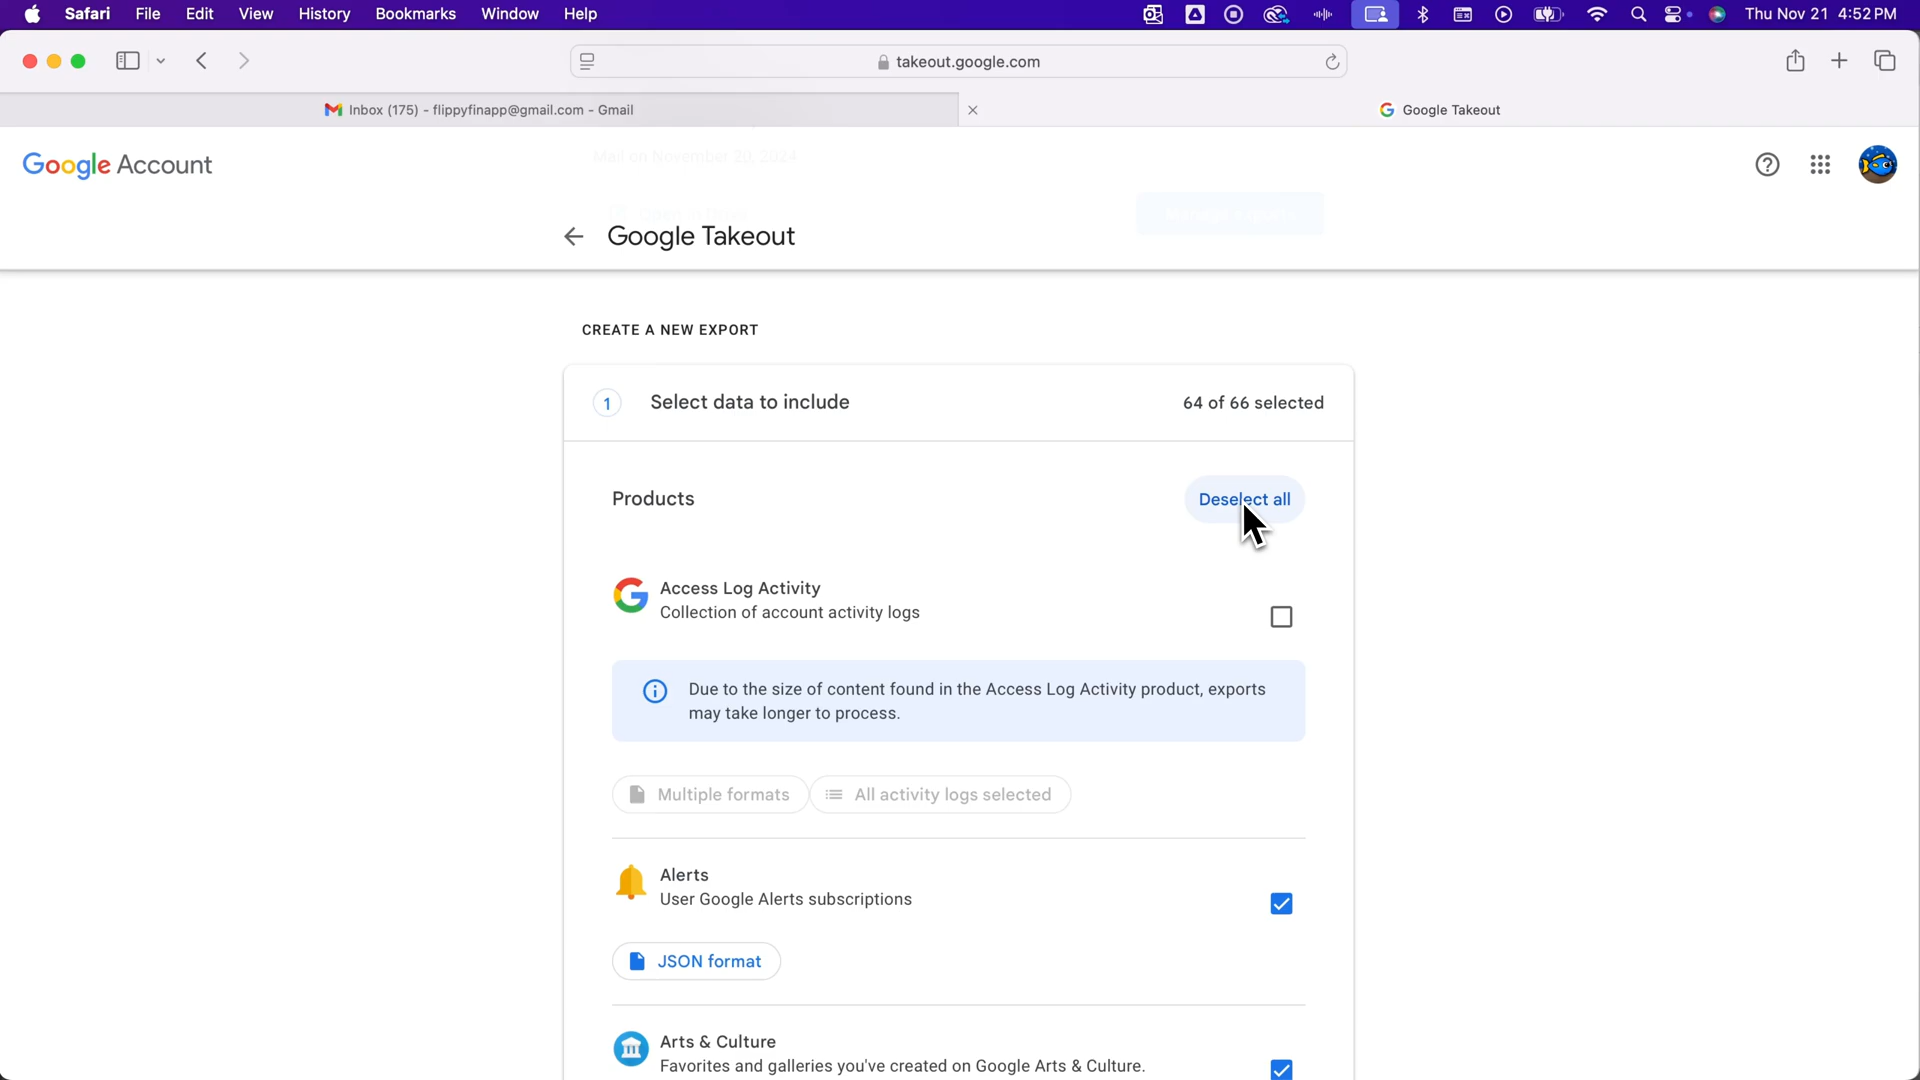 Safari File Edit View History Bookmarks Window Help Thu Nov 21 4:52 PM
takeout.google.com
Inbox (175) - flippyfinapp@gmail.com - Gmail
Google Takeout
Google Account
Mail on November 20, 2024
Google Takeout
CREATE A NEW EXPORT
1 Select data to include 64 of 66 selected
Products Deselect all
Access Log Activity
Collection of account activity logs
Due to the size of content found in the Access Log Activity product, exports
may take longer to process.
Multiple formats All activity logs selected
Alerts
User Google Alerts subscriptions
JSON format
Arts & Culture
Favorites and galleries you've created on Google Arts & Culture.